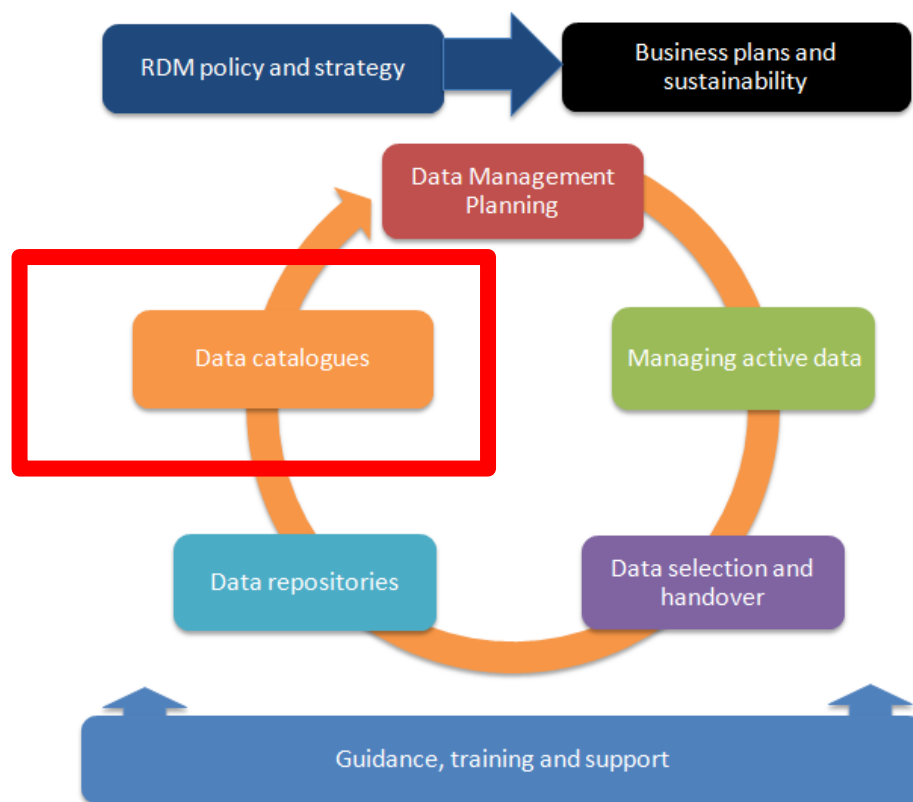 RDM policy and strategy
Business plans and
sustainability
Data Management
Planning
Data catalogues
Managing active data
Data repositories
Data selection and
handover
Guidance, training and support